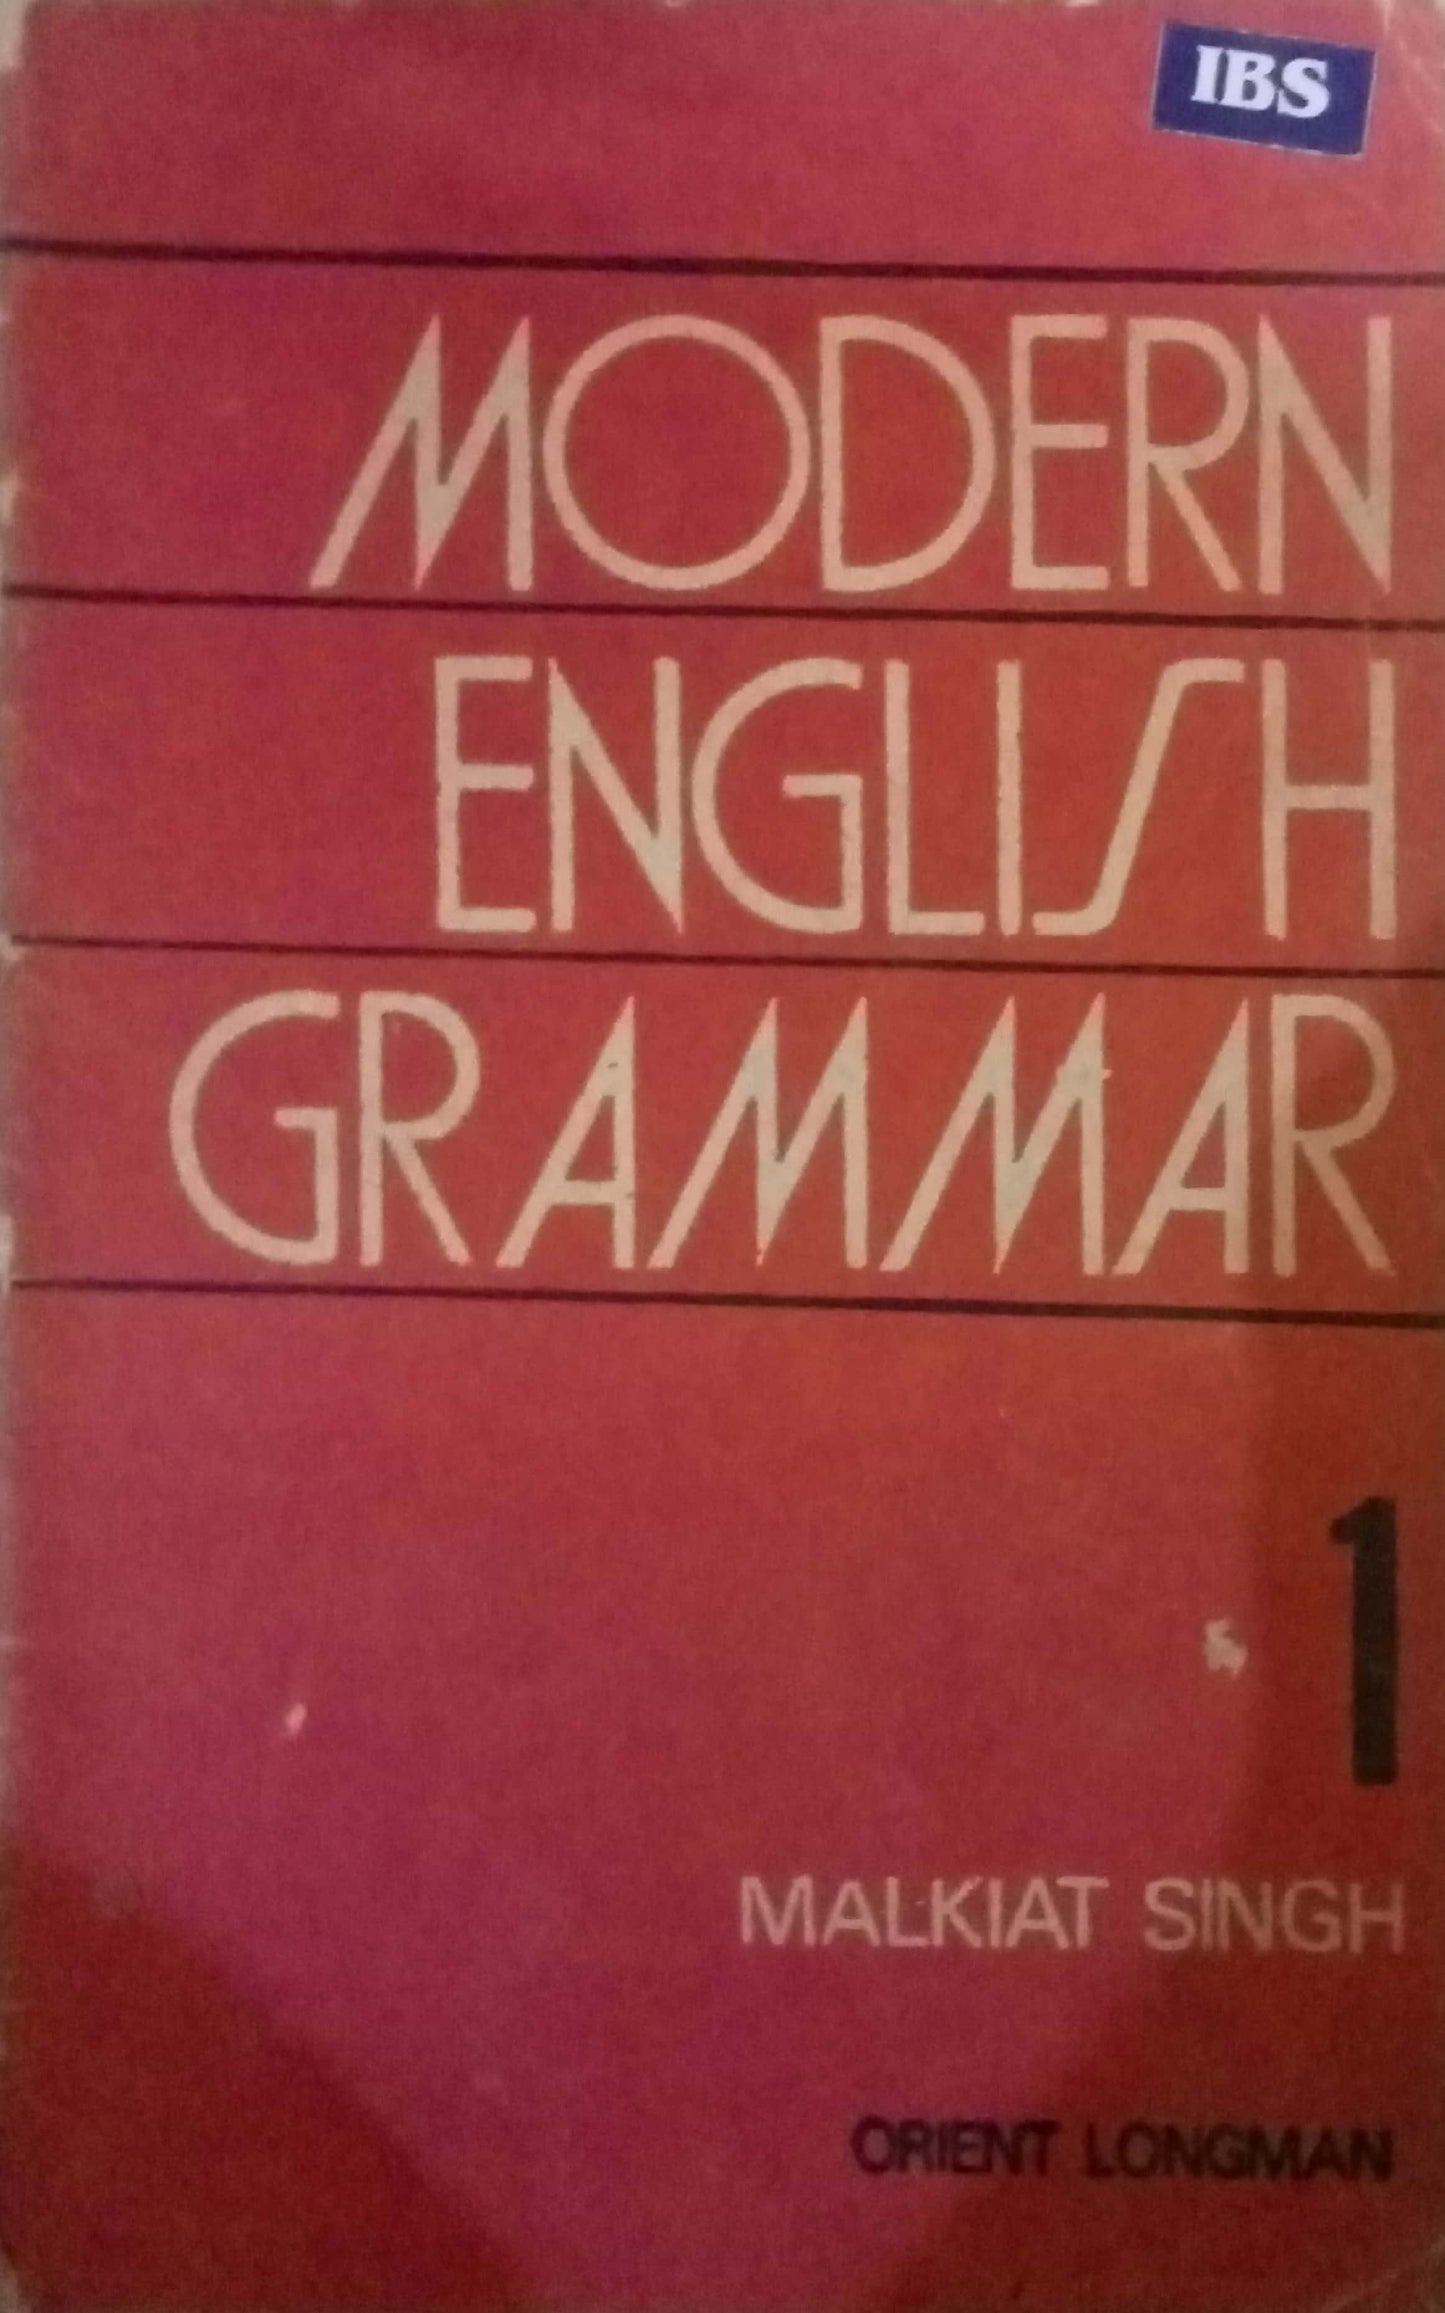 IBS
MODERN
ENGLISH
GRAMMAR
1
MALKIAT SINGH
ORIENT LONGMAN